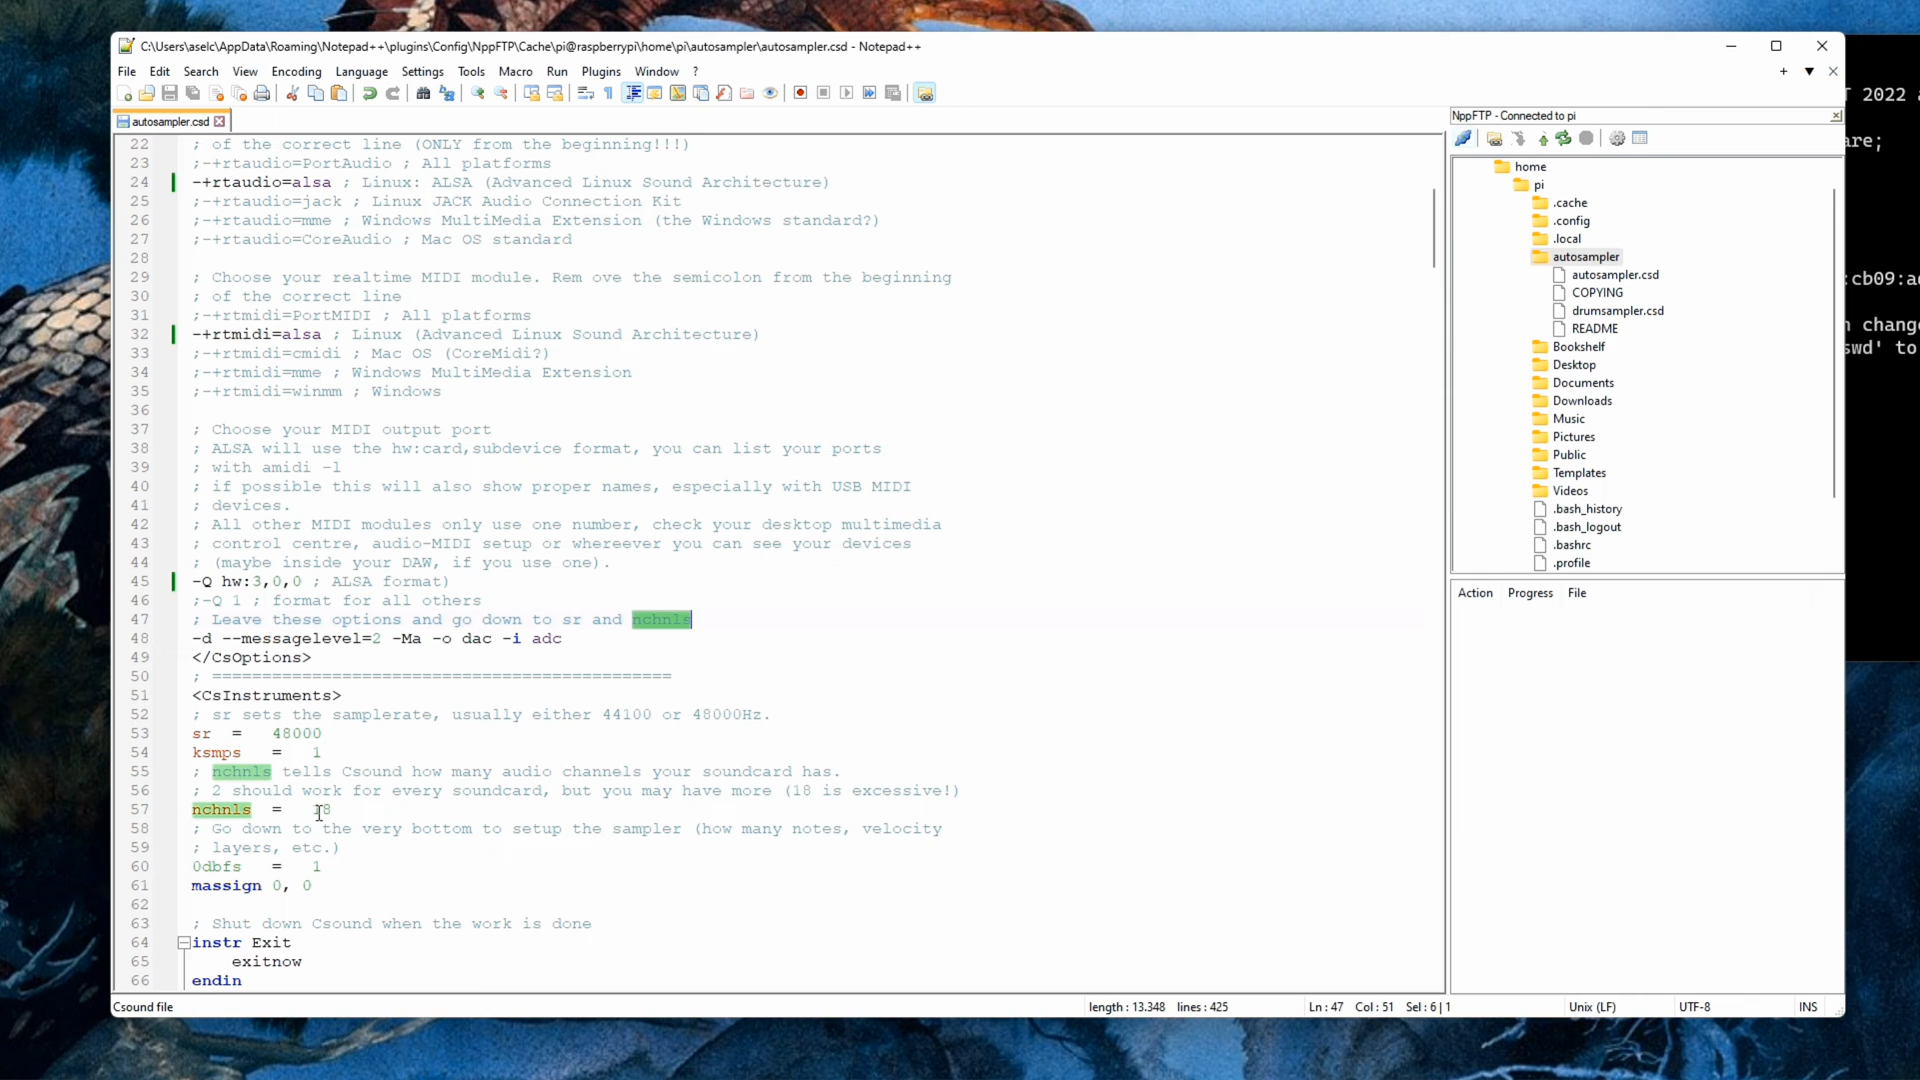 C:\Users\aselc\AppData\Roaming\Notepad++\plugins\Config\NppFTP\Cache\pi@raspberrypi\home\pi\autosampler\autosampler.csd - Notepad++
File Edit Search View Encoding Language Settings Tools Macro Run Plugins Window ?
autosampler.csd
22 ; of the correct line (ONLY from the beginning!!!)
23 ;-+rtaudio=PortAudio ; All platforms
24 -+rtaudio=alsa ; Linux: ALSA (Advanced Linux Sound Architecture)
25 ;-+rtaudio=jack ; Linux JACK Audio Connection Kit
26 ;-+rtaudio=mme ; Windows MultiMedia Extension (the Windows standard?)
27 ;-+rtaudio=CoreAudio ; Mac OS standard
28
29 ; Choose your realtime MIDI module. Rem ove the semicolon from the beginning
30 ; of the correct line
31 ;-+rtmidi=PortMIDI ; All platforms
32 -+rtmidi=alsa ; Linux (Advanced Linux Sound Architecture)
33 ;-+rtmidi=cmidi ; Mac OS (CoreMidi?)
34 ;-+rtmidi=mme ; Windows MultiMedia Extension
35 ;-+rtmidi=winmm ; Windows
36
37 ; Choose your MIDI output port
38 ; ALSA will use the hw:card,subdevice format, you can list your ports
39 ; with amidi -l
40 ; if possible this will also show proper names, especially with USB MIDI
41 ; devices.
42 ; All other MIDI modules only use one number, check your desktop multimedia
43 ; control centre, audio-MIDI setup or whereever you can see your devices
44 ; (maybe inside your DAW, if you use one).
45 -Q hw:3,0,0 ; ALSA format)
46 ;-Q 1 ; format for all others
47 ; Leave these options and go down to sr and nchnls
48 -d --messagelevel=2 -Ma -o dac -i adc
49 </CsOptions>
50 ; ==============================================
51 <CsInstruments>
52 ; sr sets the samplerate, usually either 44100 or 48000Hz.
53 sr = 48000
54 ksmps = 1
55 ; nchnls tells Csound how many audio channels your soundcard has.
56 ; 2 should work for every soundcard, but you may have more (18 is excessive!)
57 nchnls = 18
58 ; Go down to the very bottom to setup the sampler (how many notes, velocity
59 ; layers, etc.)
60 0dbfs = 1
61 massign 0, 0
62
63 ; Shut down Csound when the work is done
64 instr Exit
65 exitnow
66 endin
Csound file length : 13.348 lines : 425 Ln : 47 Col : 51 Sel : 6 | 1 Unix (LF) UTF-8 INS
NppFTP - Connected to pi
home
pi
.cache
.config
.local
autosampler
autosampler.csd
COPYING
drumsampler.csd
README
Bookshelf
Desktop
Documents
Downloads
Music
Pictures
Public
Templates
Videos
.bash_history
.bash_logout
.bashrc
.profile
Action Progress File
2022
are;
:cb09:
chang
to